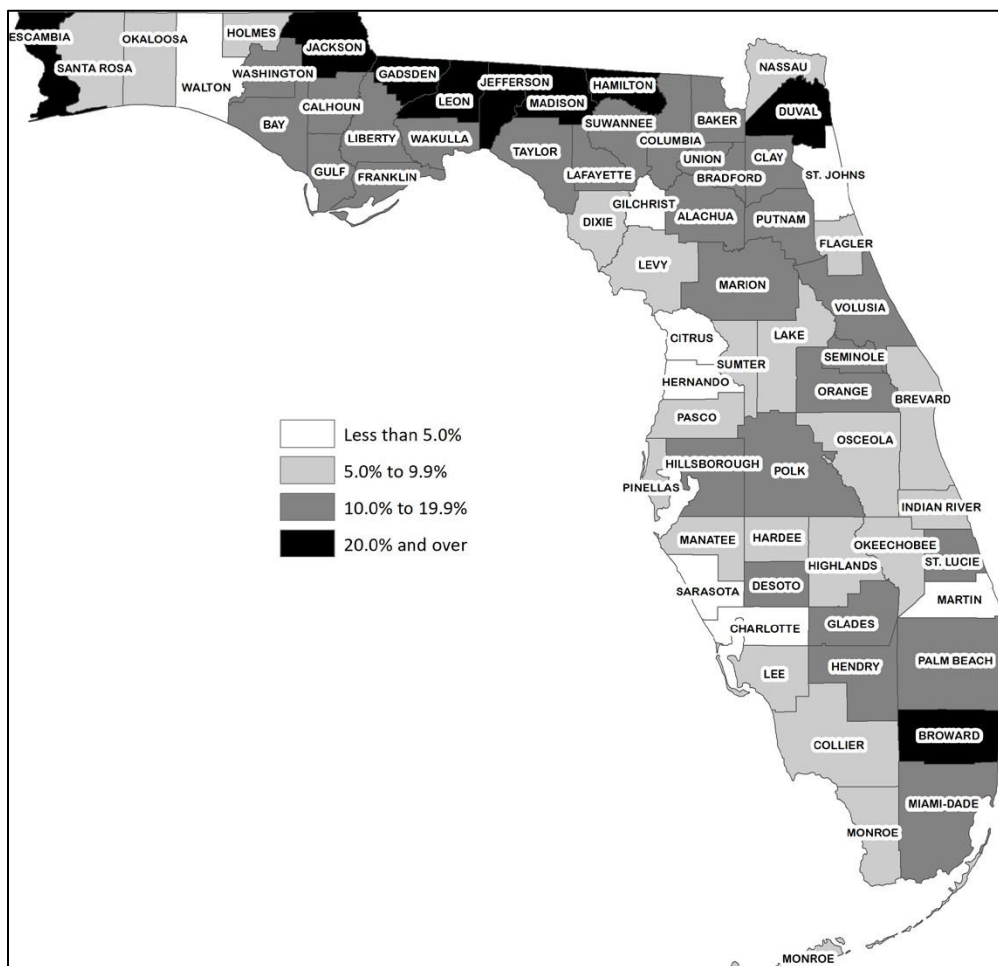 ESCAMBIA
SANTA ROSA
OKALOOSA
WALTON
HOLMES
WASHINGTON
JACKSON
BAY
CALHOUN
GULF
LIBERTY
FRANKLIN
GADSDEN
LEON
WAKULLA
JEFFERSON
MADISON
TAYLOR
HAMILTON
SUWANNEE
LAFAYETTE
COLUMBIA
BAKER
UNION
BRADFORD
NASSAU
DUVAL
CLAY
ST. JOHNS
GILCHRIST
DIXIE
ALACHUA
PUTNAM
FLAGLER
LEVY
MARION
VOLUSIA
CITRUS
SUMTER
LAKE
SEMINOLE
HERNANDO
ORANGE
BREVARD
PASCO
OSCEOLA
HILLSBOROUGH
POLK
PINELLAS
INDIAN RIVER
MANATEE
HARDEE
HIGHLANDS
OKEECHOBEE
ST. LUCIE
SARASOTA
DESOTO
MARTIN
CHARLOTTE
GLADES
LEE
HENDRY
PALM BEACH
COLLIER
BROWARD
MONROE
MIAMI-DADE
MONROE
Less than 5.0%
5.0% to 9.9%
10.0% to 19.9%
20.0% and over